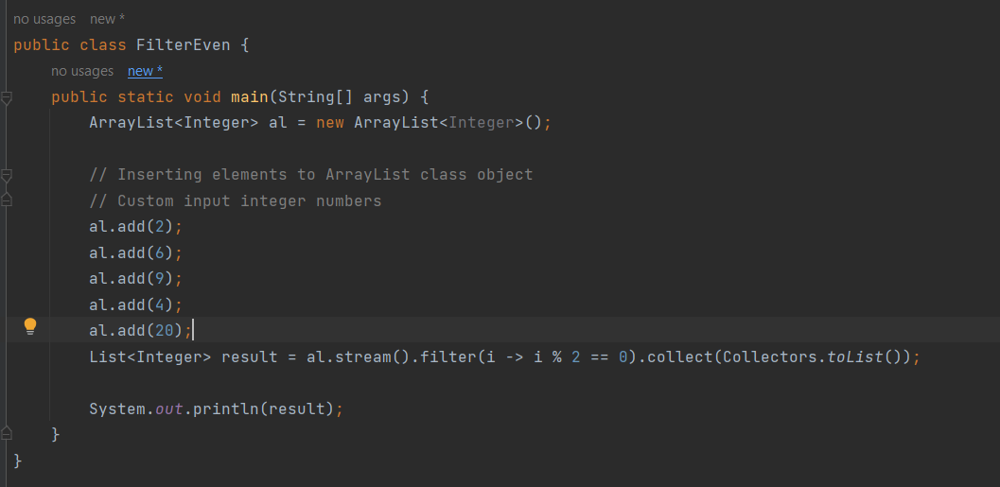 no usages new *
public class FilterEven {
no usages new *
public static void main(String[] args) {
ArrayList<Integer> al = new ArrayList<Integer>();
// Inserting elements to ArrayList class object
// Custom input integer numbers
al.add(2);
al.add(6);
al.add(9);
al.add(4);
al.add(20);
List<Integer> result = al.stream().filter(i -> i % 2 == 0).collect(Collectors.toList());
System.out.println(result);
}
}